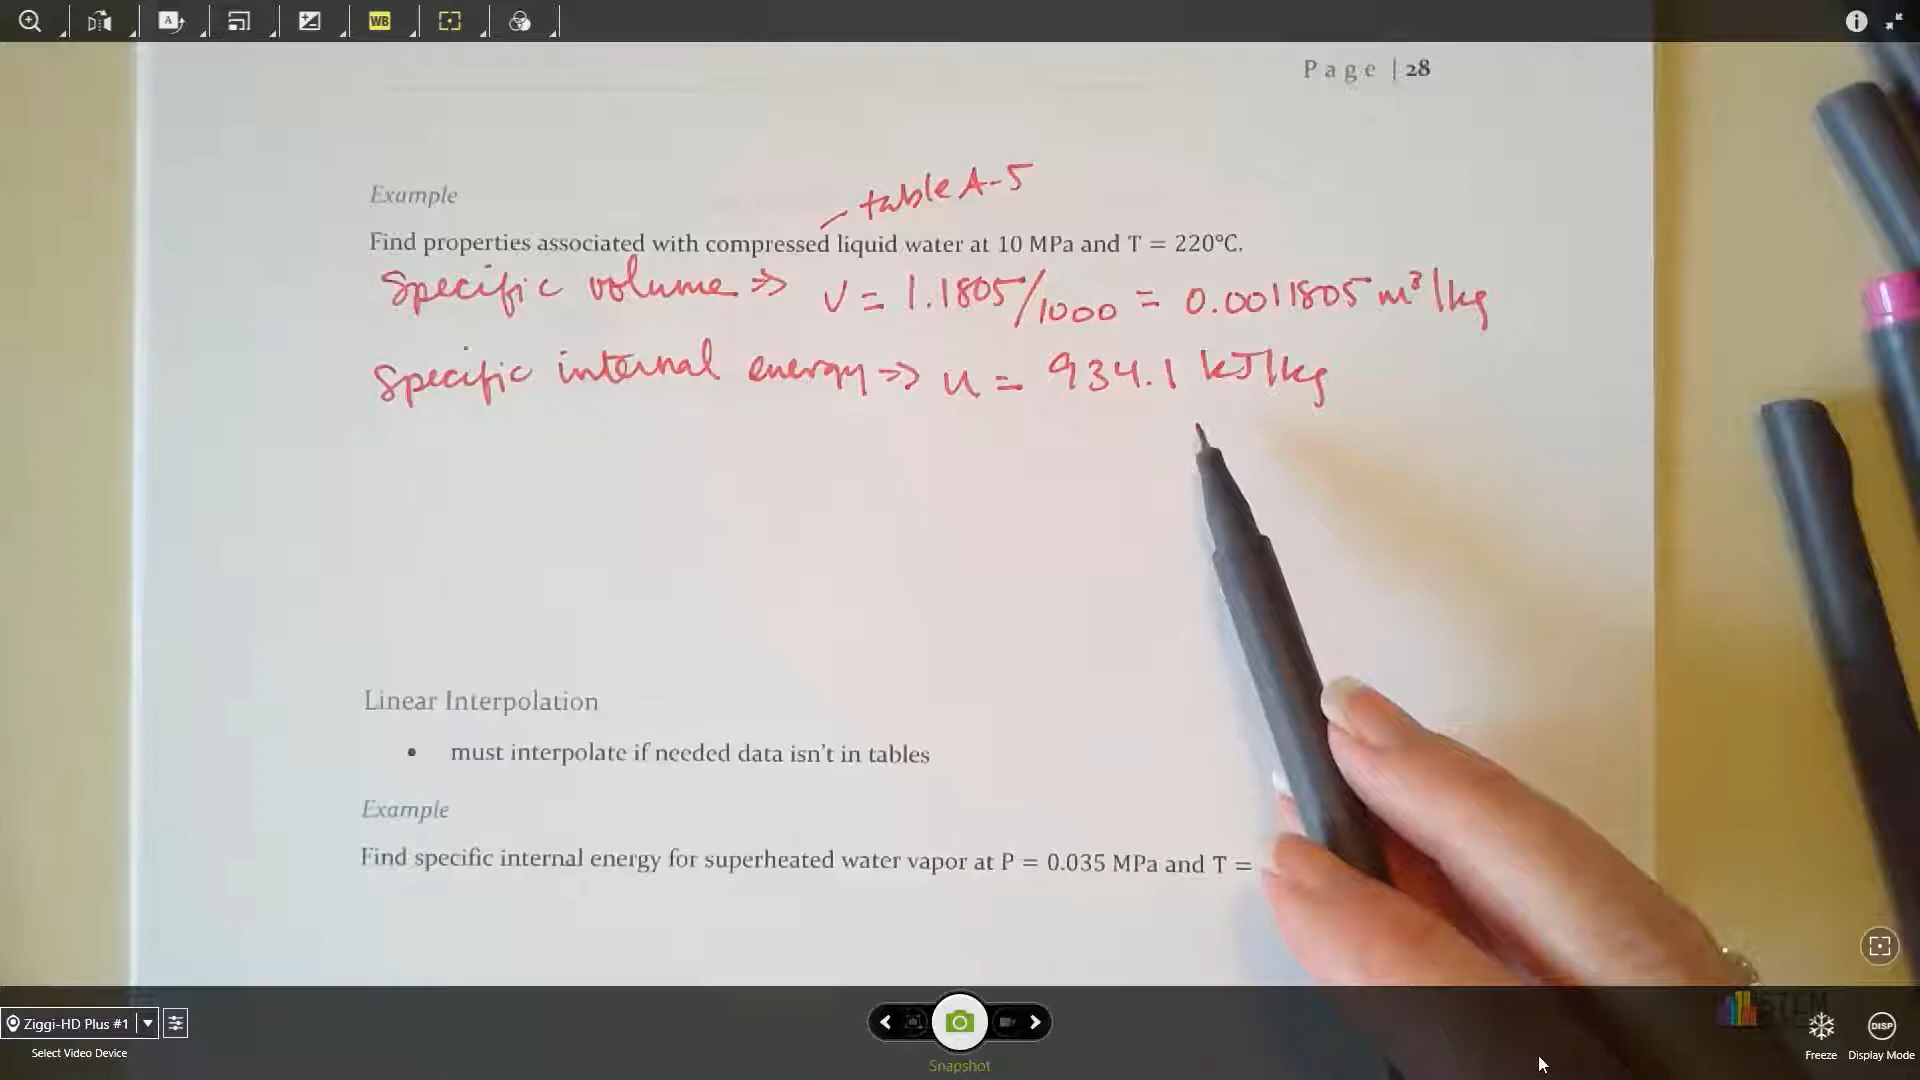 A
WB
Page | 28
table A-5
Example
Find properties associated with compressed liquid water at 10 MPa and T = 220°C.
Specific volume => v = 1.1805/1000 = 0.0011805 m³/kg
Specific internal energy => u = 934.1 kJ/kg
Linear Interpolation
• must interpolate if needed data isn't in tables
Example
Find specific internal energy for superheated water vapor at P = 0.035 MPa and T =
STEM
Ziggi-HD Plus #1
Select Video Device
Snapshot
Freeze
DISP
Display Mode